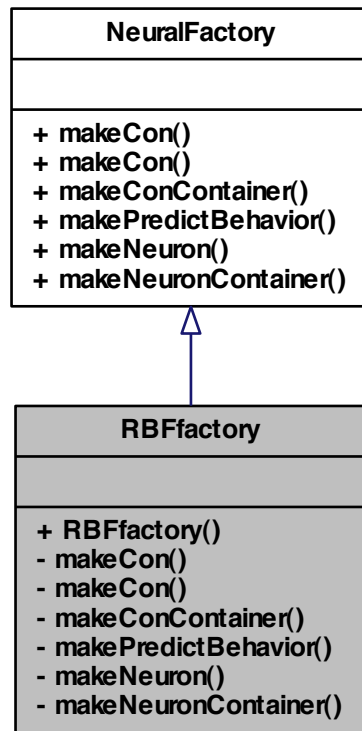 NeuralFactory
+ makeCon()
+ makeCon()
+ makeConContainer()
+ makePredictBehavior()
+ makeNeuron()
+ makeNeuronContainer()
RBFfactory
+ RBFfactory()
- makeCon()
- makeCon()
- makeConContainer()
- makePredictBehavior()
- makeNeuron()
- makeNeuronContainer()